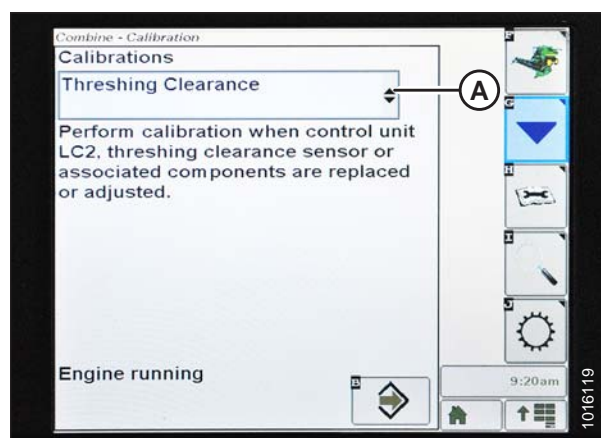 Combine - Calibration
Calibrations
Threshing Clearance
A
Perform calibration when control unit
LC2, threshing clearance sensor or
associated components are replaced
or adjusted.
Engine running
B
F
G
H
I
J
9:20am
1016119